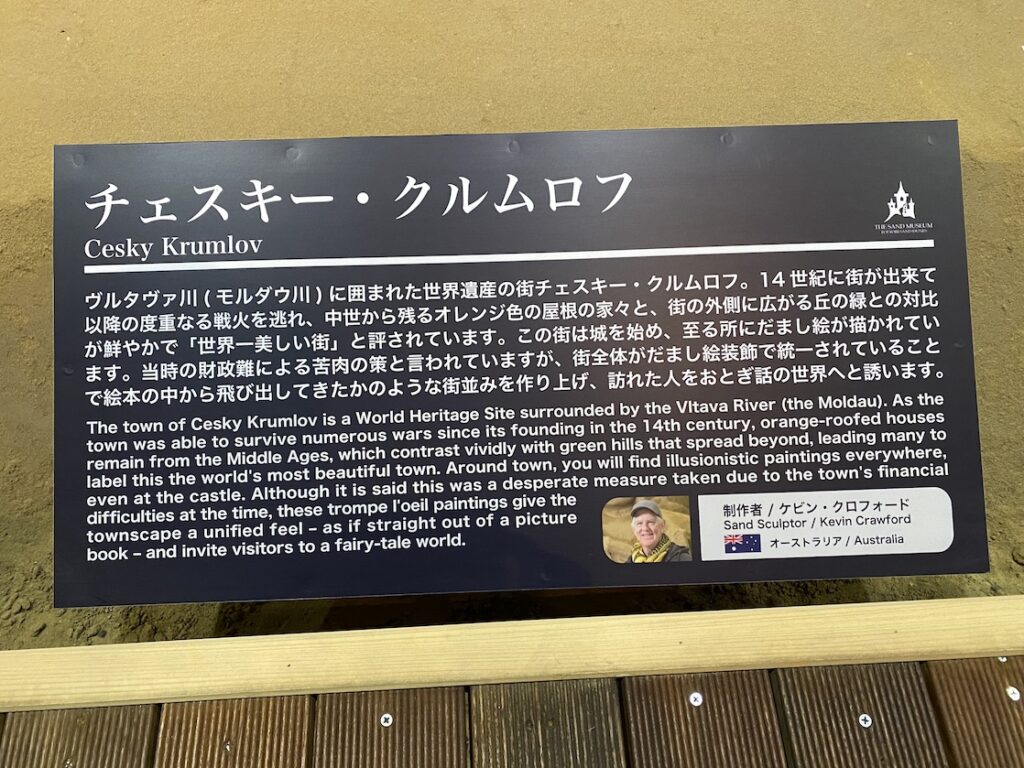 チェスキー・クルムロフ
Cesky Krumlov
THE SAND MUSEUM
ヴルタヴァ川 ( モルダウ川 ) に囲まれた世界遺産の街チェスキー・クルムロフ。14 世紀に街が出来て
以降の度重なる戦火を逃れ、中世から残るオレンジ色の屋根の家々と、街の外側に広がる丘の緑との対比
が鮮やかで「世界一美しい街」と評されています。この街は城を始め、至る所にだまし絵が描かれてい
ます。当時の財政難による苦肉の策と言われていますが、街全体がだまし絵装飾で統一されていること
で絵本の中から飛び出してきたかのような街並みを作り上げ、訪れた人をおとぎ話の世界へと誘います。
The town of Cesky Krumlov is a World Heritage Site surrounded by the Vltava River (the Moldau). As the
town was able to survive numerous wars since its founding in the 14th century, orange-roofed houses
remain from the Middle Ages, which contrast vividly with green hills that spread beyond, leading many to
label this the world's most beautiful town. Around town, you will find illusionistic paintings everywhere,
even at the castle. Although it is said this was a desperate measure taken due to the town's financial
difficulties at the time, these trompe l'oeil paintings give the
townscape a unified feel – as if straight out of a picture
book – and invite visitors to a fairy-tale world.
制作者 / ケビン・クロフォード
Sand Sculptor / Kevin Crawford
オーストラリア / Australia